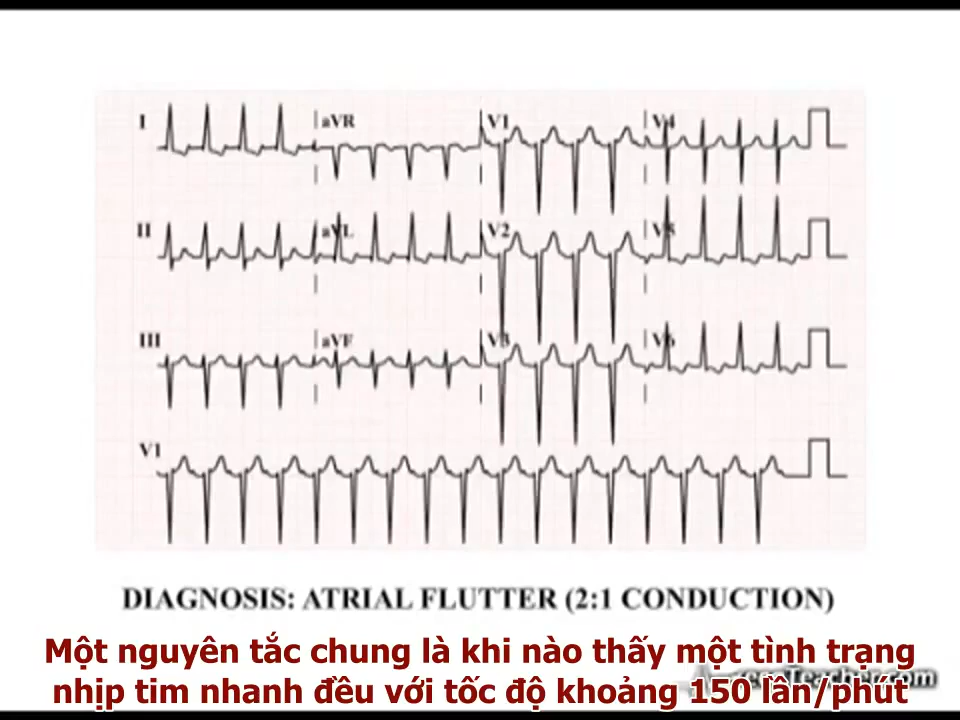 I aVR V1 V4
II aVL V2 V5
III aVF V3 V6
V1
DIAGNOSIS: ATRIAL FLUTTER (2:1 CONDUCTION)
Một nguyên tắc chung là khi nào thấy một tình trạng
nhịp tim nhanh đều với tốc độ khoảng 150 lần/phút